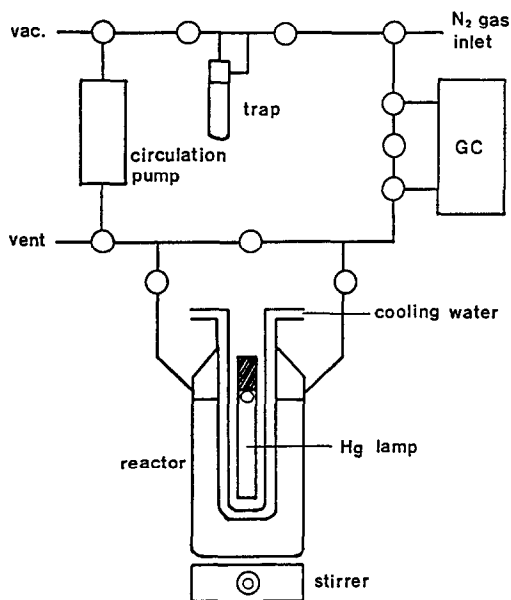 vac.
N₂ gas
inlet
trap
GC
circulation
pump
vent
cooling water
Hg lamp
reactor
stirrer